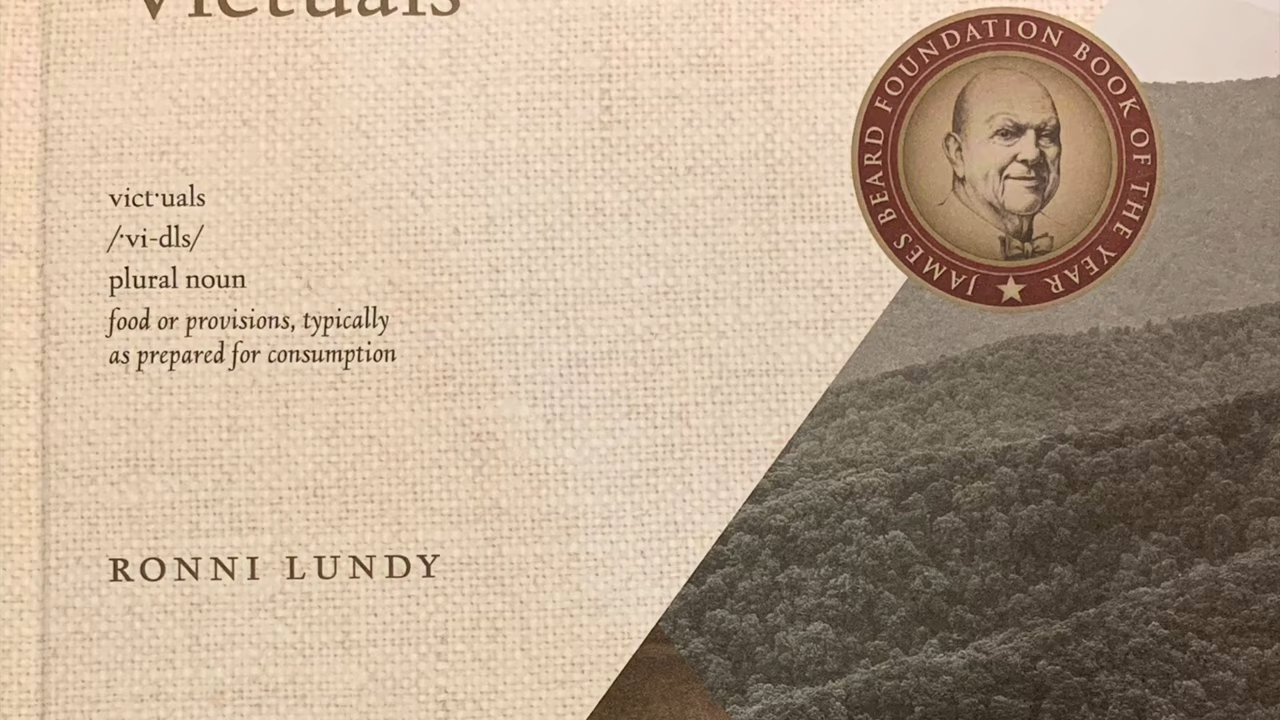 Victuals
JAMES BEARD FOUNDATION BOOK OF THE YEAR
vict·uals
/ˈvi-dls/
plural noun
food or provisions, typically
as prepared for consumption
RONNI LUNDY